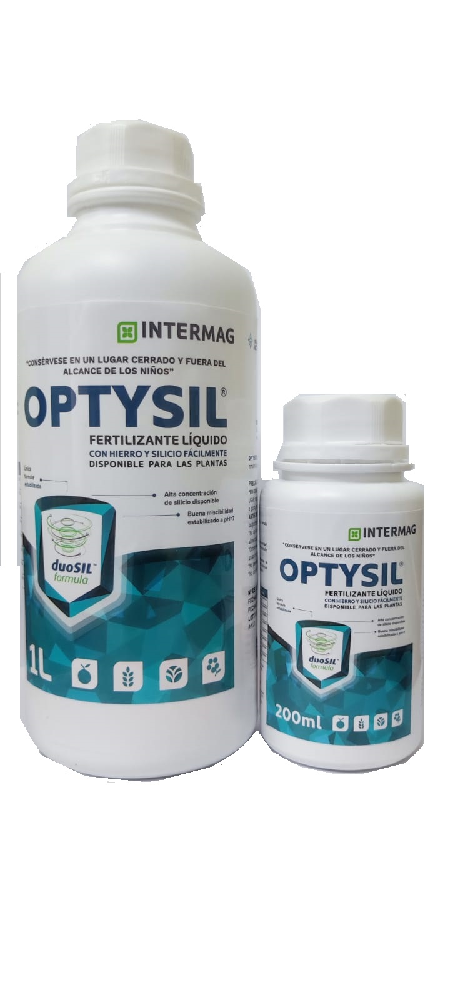 INTERMAG
"CONSÉRVESE EN UN LUGAR CERRADO Y FUERA DEL
ALCANCE DE LOS NIÑOS"
OPTYSIL®
FERTILIZANTE LÍQUIDO
CON HIERRO Y SILICIO FÁCILMENTE
DISPONIBLE PARA LAS PLANTAS
Única
fórmula
estabilizada
Alta concentración
de silicio disponible
Buena miscibilidad
estabilizado a pH=7
duoSIL™
formula
1L
INTERMAG
"CONSÉRVESE EN UN LUGAR CERRADO Y FUERA DEL
ALCANCE DE LOS NIÑOS"
OPTYSIL®
FERTILIZANTE LÍQUIDO
CON HIERRO Y SILICIO FÁCILMENTE
DISPONIBLE PARA LAS PLANTAS
Única
fórmula
estabilizada
Alta concentración
de silicio disponible
Buena miscibilidad
estabilizado a pH=7
duoSIL™
formula
200ml